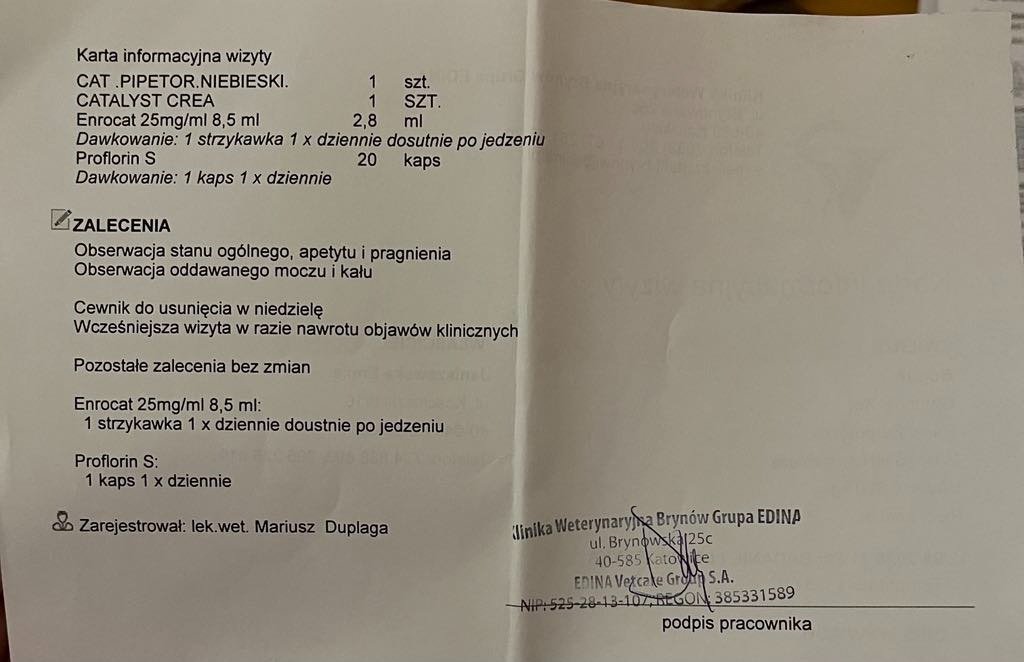 Karta informacyjna wizyty
CAT .PIPETOR.NIEBIESKI. 1 szt.
CATALYST CREA 1 SZT.
Enrocat 25mg/ml 8,5 ml 2,8 ml
Dawkowanie: 1 strzykawka 1 x dziennie dosutnie po jedzeniu
Proflorin S 20 kaps
Dawkowanie: 1 kaps 1 x dziennie
ZALECENIA
Obserwacja stanu ogólnego, apetytu i pragnienia
Obserwacja oddawanego moczu i kału
Cewnik do usunięcia w niedzielę
Wcześniejsza wizyta w razie nawrotu objawów klinicznych
Pozostałe zalecenia bez zmian
Enrocat 25mg/ml 8,5 ml:
1 strzykawka 1 x dziennie doustnie po jedzeniu
Proflorin S:
1 kaps 1 x dziennie
Zarejestrował: lek.wet. Mariusz Duplaga
Klinika Weterynaryjna Brynów Grupa EDINA
ul. Brynowska 25c
40-585 Katowice
EDINA Vetcare Group S.A.
NIP: 525-28-13-107, REGON: 385331589
podpis pracownika